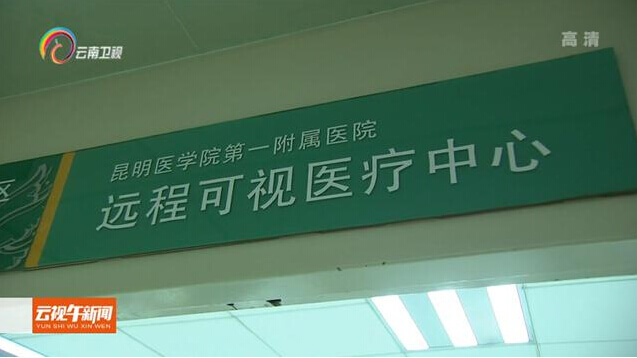 云南卫视
高清
区
昆明医学院第一附属医院
远程可视医疗中心
云视午新闻
YUN SHI WU XIN WEN